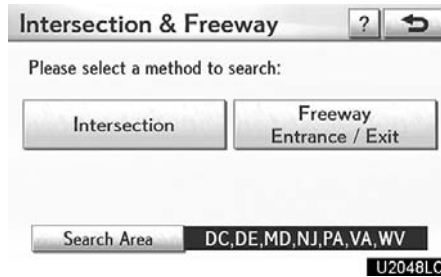 Intersection & Freeway ?
Please select a method to search:
Intersection
Freeway
Entrance / Exit
Search Area DC,DE,MD,NJ,PA,VA,WV
U2048LC